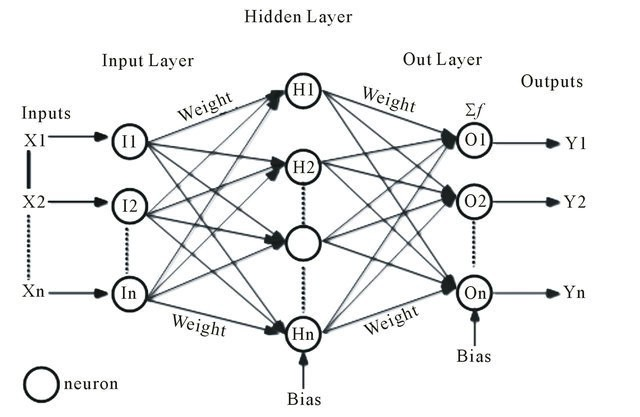 Hidden Layer
Input Layer
Out Layer
Outputs
Inputs
Weight
Weight
Σf
X1
I1
H1
O1
Y1
X2
I2
H2
O2
Y2
Xn
In
Hn
On
Yn
Weight
Weight
Bias
Bias
neuron